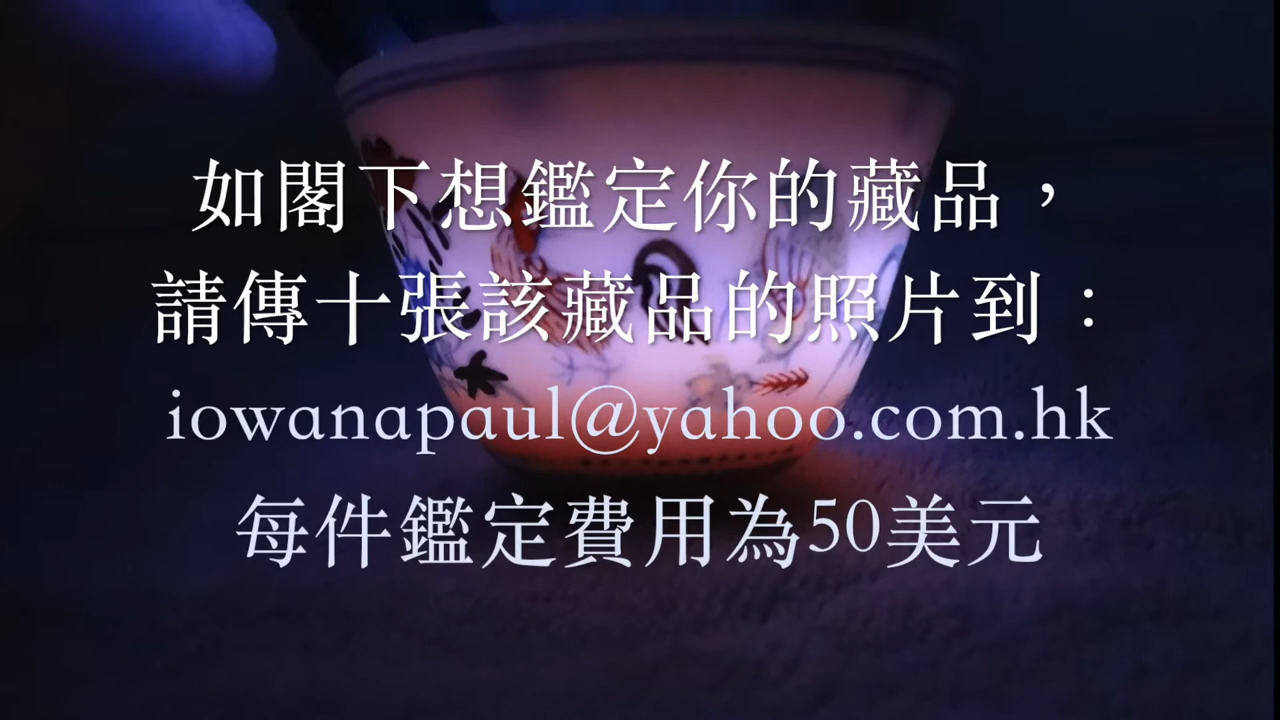 如閣下想鑑定你的藏品，
請傳十張該藏品的照片到：
iowanapaul@yahoo.com.hk
每件鑑定費用為50美元